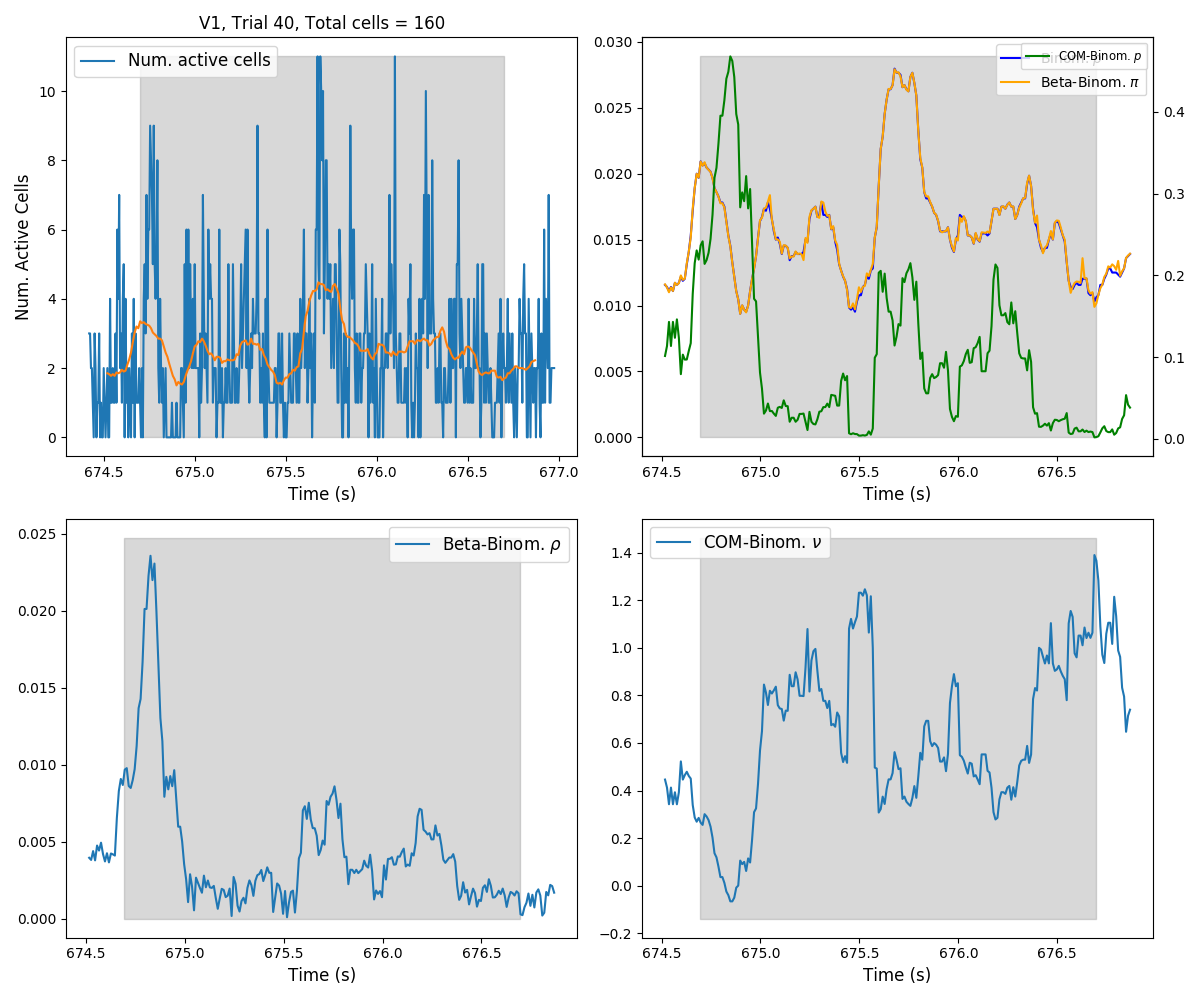 V1, Trial 40, Total cells = 160
Num. active cells
Num. Active Cells
10
8
6
4
2
0
674.5 675.0 675.5 676.0 676.5 677.0
Time (s)
COM-Binom. p
Binom. p
Beta-Binom. π
0.030
0.025
0.020
0.015
0.010
0.005
0.000
0.4
0.3
0.2
0.1
0.0
674.5 675.0 675.5 676.0 676.5
Time (s)
Beta-Binom. ρ
0.025
0.020
0.015
0.010
0.005
0.000
674.5 675.0 675.5 676.0 676.5
Time (s)
COM-Binom. ν
1.4
1.2
1.0
0.8
0.6
0.4
0.2
0.0
−0.2
674.5 675.0 675.5 676.0 676.5
Time (s)